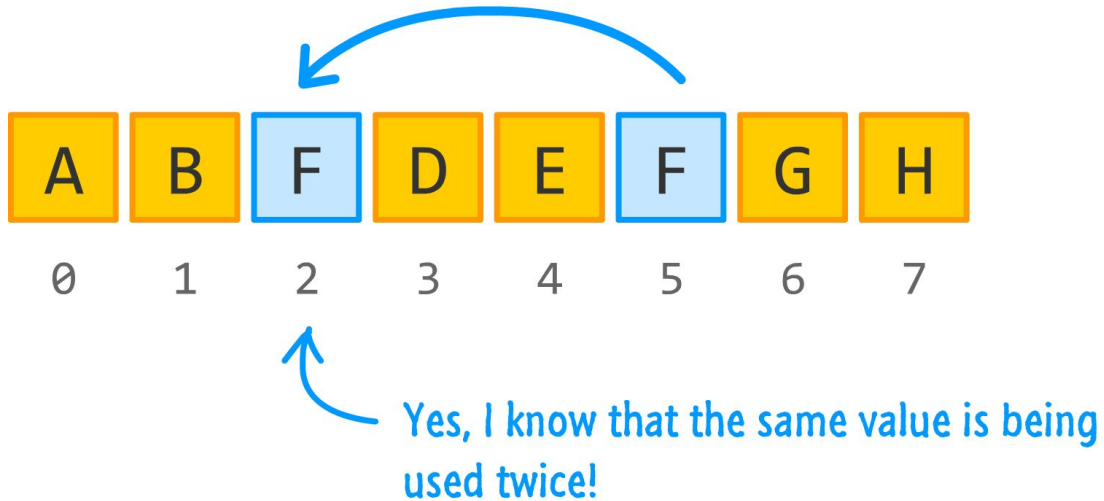 A B F D E F G H
0 1 2 3 4 5 6 7
Yes, I know that the same value is being
used twice!